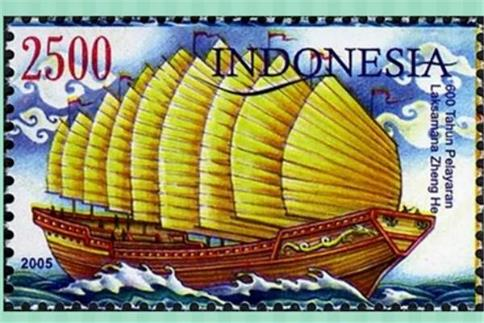 2500
INDONESIA
600 Tahun Pelayaran
Laksamana Zheng He
2005